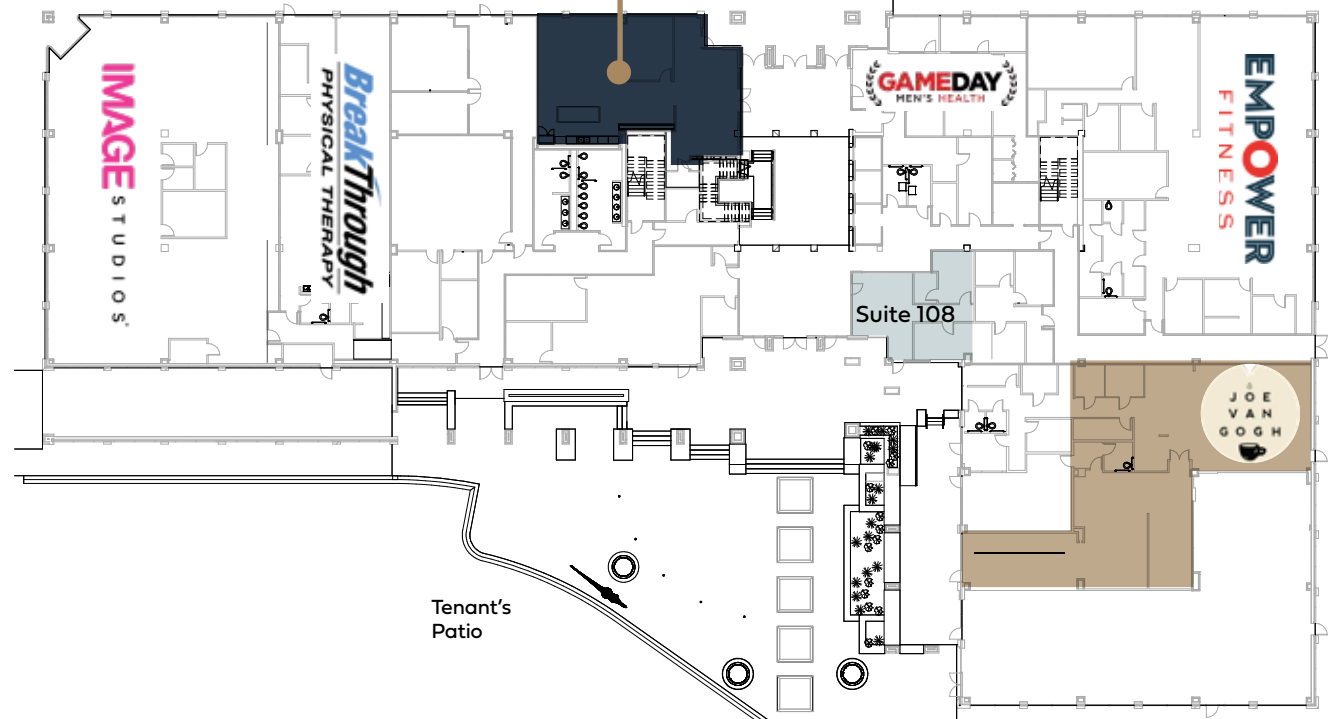 IMAGE
STUDIOS®
BreakThrough
PHYSICAL THERAPY
GAMEDAY
MEN'S HEALTH
EMPOWER
FITNESS
Suite 108
JOE
VAN
GOGH
Tenant's
Patio